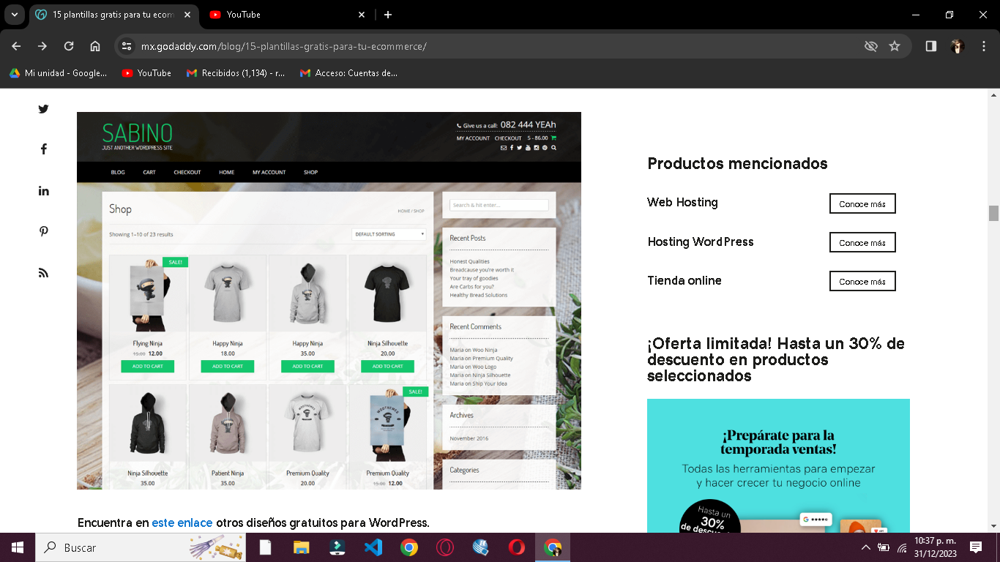 15 plantillas gratis para tu ecom
YouTube
mx.godaddy.com/blog/15-plantillas-gratis-para-tu-ecommerce/
Mi unidad - Google...
YouTube
Recibidos (1,134) - r...
Acceso: Cuentas de...
SABINO
JUST ANOTHER WORDPRESS SITE
Give us a call: 082 444 YEAh
MY ACCOUNT CHECKOUT 5 - 86.00
BLOG CART CHECKOUT HOME MY ACCOUNT SHOP
Shop
HOME / SHOP
Showing 1–10 of 23 results
DEFAULT SORTING
SALE!
Flying Ninja
15.00 12.00
ADD TO CART
Happy Ninja
18.00
ADD TO CART
Happy Ninja
35.00
ADD TO CART
Ninja Silhouette
20.00
ADD TO CART
Ninja Silhouette
35.00
Patient Ninja
35.00
WOOTHEMES
Premium Quality
20.00
SALE!
WOOTHEMES
Premium Quality
15.00 12.00
Search & hit enter...
Recent Posts
Honest Qualities
Breadcause you're worth it
Your tray of goodies
Are Carbs for you?
Healthy Bread Solutions
Recent Comments
Maria on Woo Ninja
Maria on Premium Quality
Maria on Woo Logo
Maria on Ninja Silhouette
Maria on Ship Your Idea
Archives
November 2016
Categories
Encuentra en este enlace otros diseños gratuitos para WordPress.
Productos mencionados
Web Hosting
Conoce más
Hosting WordPress
Conoce más
Tienda online
Conoce más
¡Oferta limitada! Hasta un 30% de
descuento en productos
seleccionados
¡Prepárate para la
temporada ventas!
Todas las herramientas para empezar
y hacer crecer tu negocio online
Hasta un
30%
de descue
Buscar
10:37 p. m.
31/12/2023